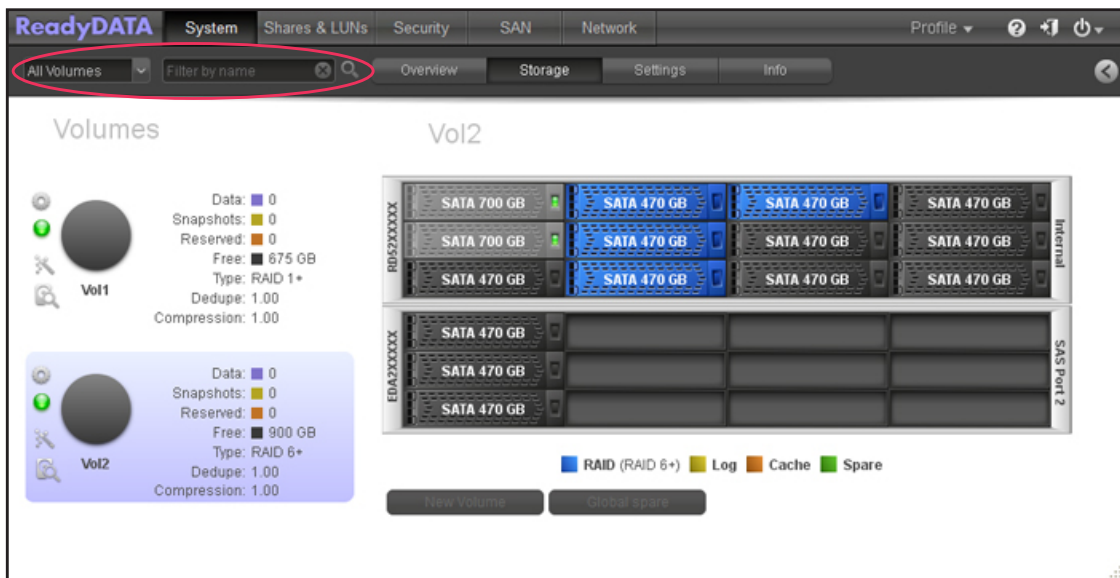 ReadyDATA System Shares & LUNs Security SAN Network Profile
All Volumes Filter by name Overview Storage Settings Info
Volumes
Vol2
Data: 0
Snapshots: 0
Reserved: 0
Free: 675 GB
Type: RAID 1+
Dedupe: 1.00
Compression: 1.00
Vol1
Data: 0
Snapshots: 0
Reserved: 0
Free: 900 GB
Type: RAID 6+
Dedupe: 1.00
Compression: 1.00
Vol2
RD52XXXXX
SATA 700 GB SATA 470 GB SATA 470 GB SATA 470 GB
SATA 700 GB SATA 470 GB SATA 470 GB SATA 470 GB
SATA 470 GB SATA 470 GB SATA 470 GB SATA 470 GB
Internal
EDA2XXXXX
SATA 470 GB
SATA 470 GB
SATA 470 GB
SAS Port 2
RAID (RAID 6+) Log Cache Spare
New Volume Global spare